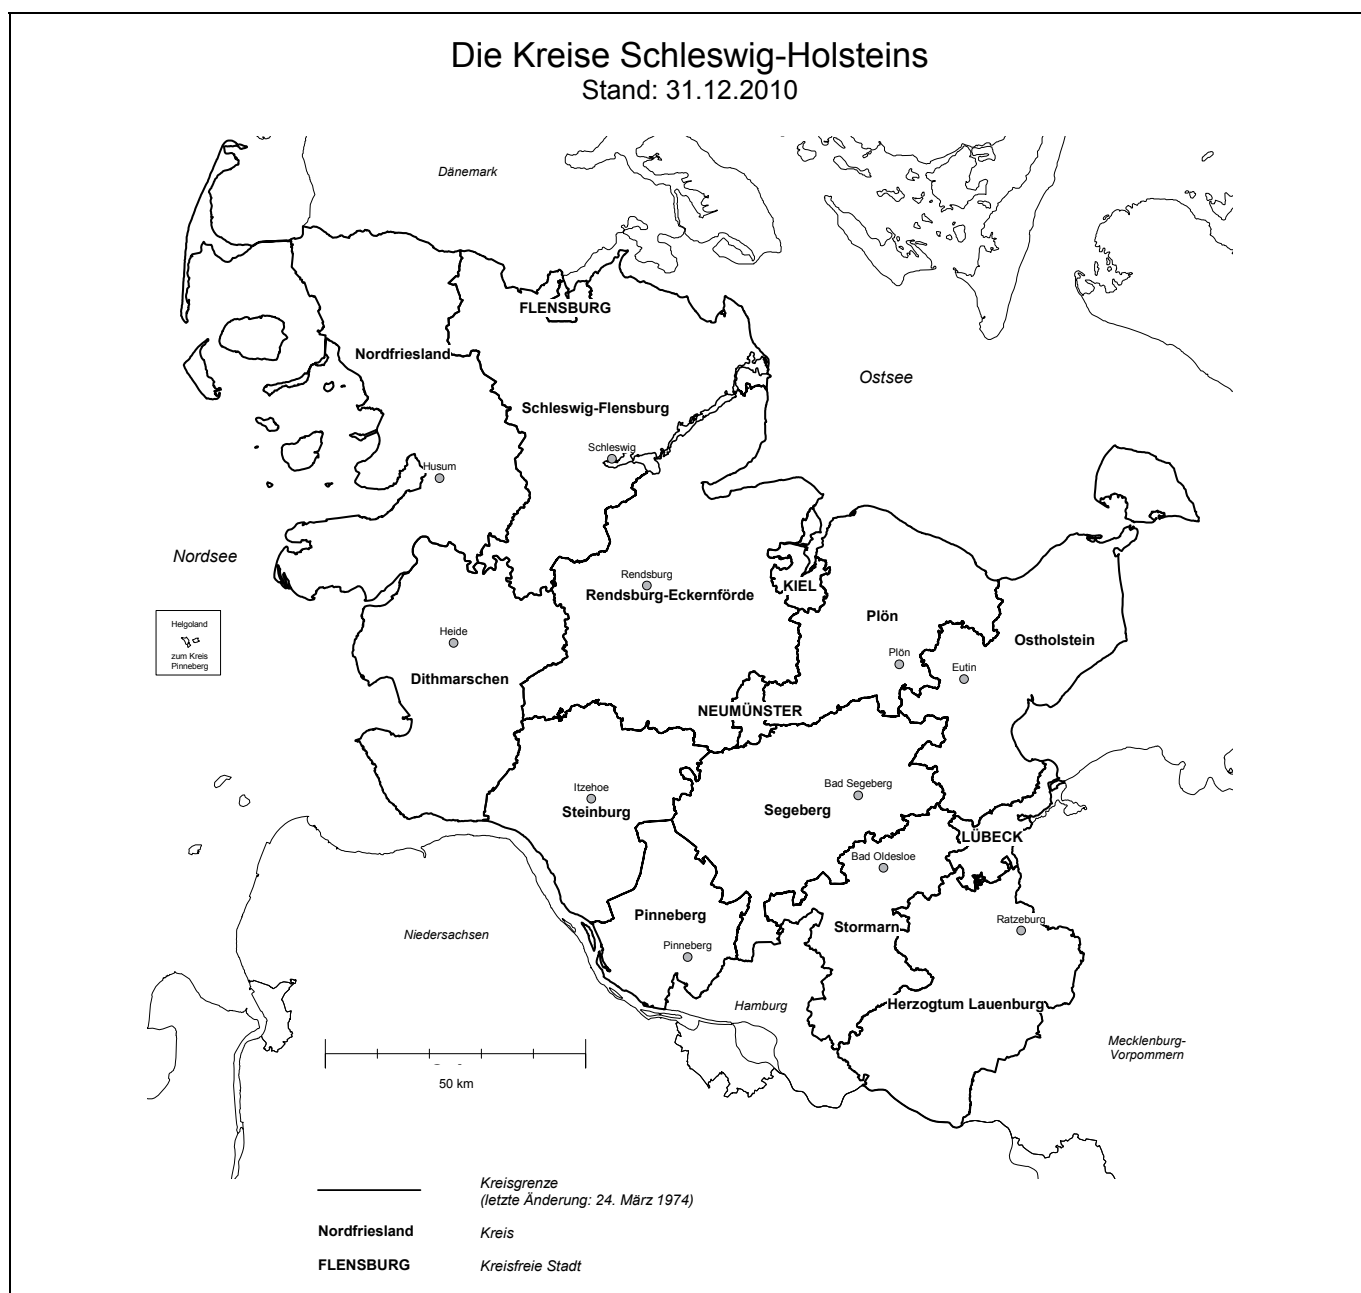 Die Kreise Schleswig-Holsteins
Stand: 31.12.2010
Dänemark
FLENSBURG
Nordfriesland
Ostsee
Schleswig-Flensburg
Schleswig
Husum
Nordsee
Rendsburg
Rendsburg-Eckernförde
KIEL
Plön
Helgoland
zum Kreis
Pinneberg
Heide
Ostholstein
Plön
Eutin
Dithmarschen
NEUMÜNSTER
Itzehoe
Steinburg
Bad Segeberg
Segeberg
LÜBECK
Bad Oldesloe
Pinneberg
Stormarn
Ratzeburg
Niedersachsen
Pinneberg
Hamburg
Herzogtum Lauenburg
Mecklenburg-
Vorpommern
50 km
Kreisgrenze
(letzte Änderung: 24. März 1974)
Nordfriesland Kreis
FLENSBURG Kreisfreie Stadt